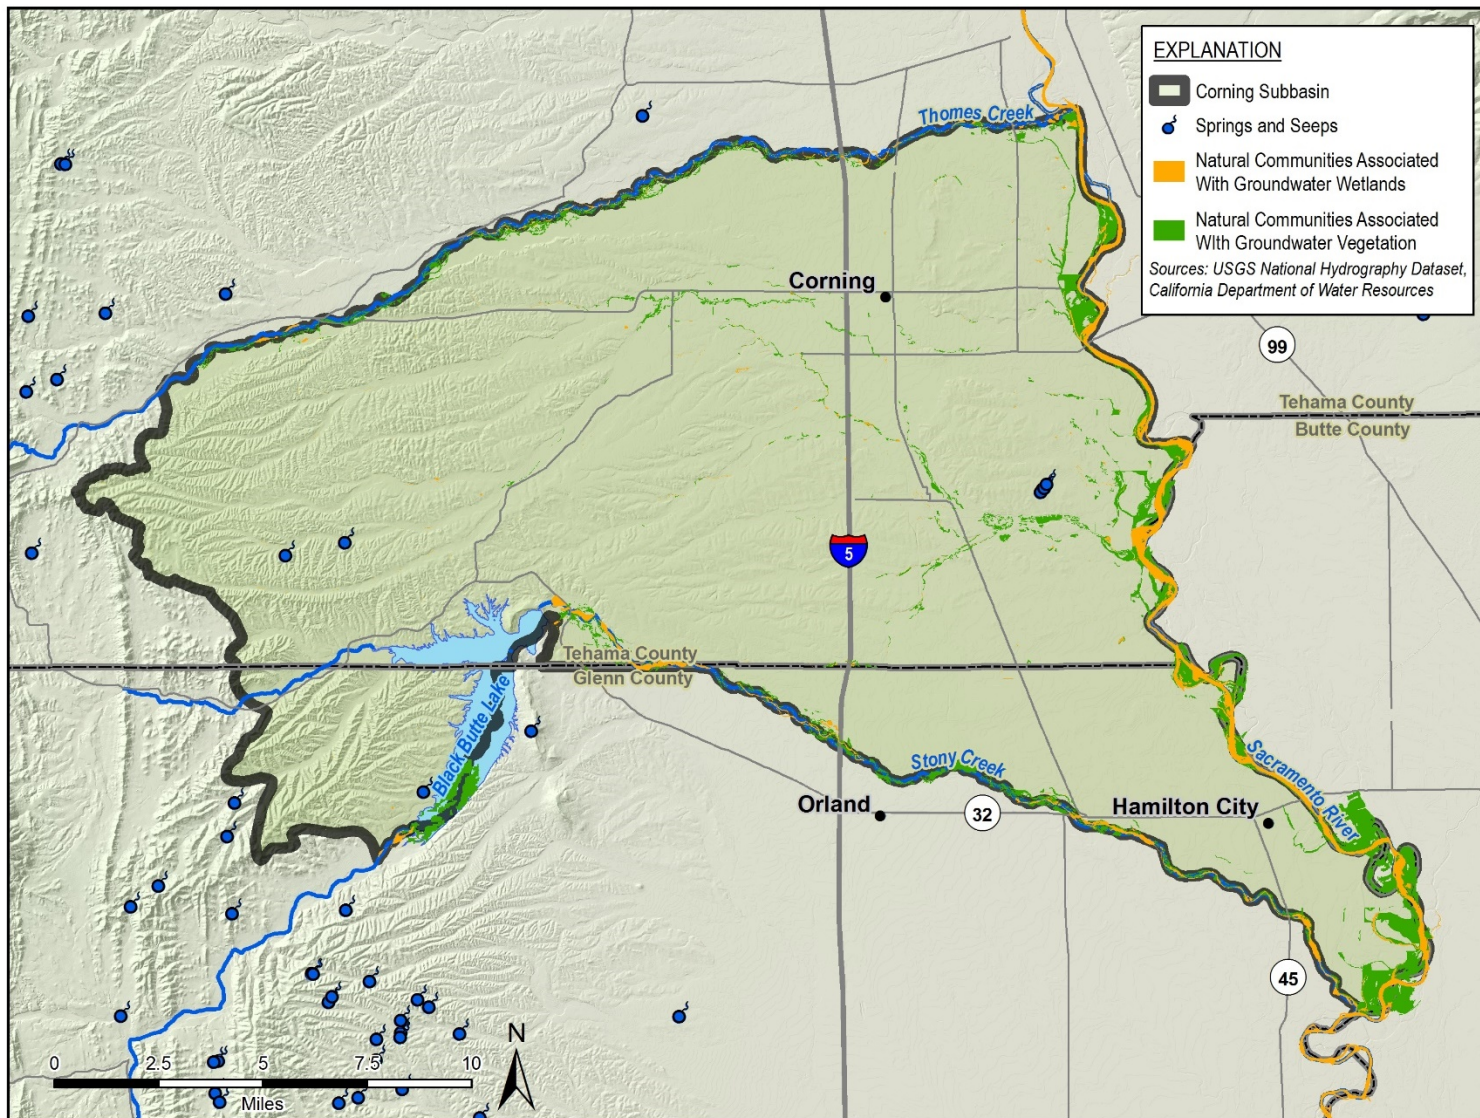 EXPLANATION
Corning Subbasin
Springs and Seeps
Natural Communities Associated
With Groundwater Wetlands
Natural Communities Associated
WIth Groundwater Vegetation
Sources: USGS National Hydrography Dataset,
California Department of Water Resources
Thomes Creek
Corning
99
Tehama County
Butte County
5
Tehama County
Glenn County
Black Butte Lake
Stony Creek
Sacramento River
Orland
32
Hamilton City
45
N
0 2.5 5 7.5 10
Miles